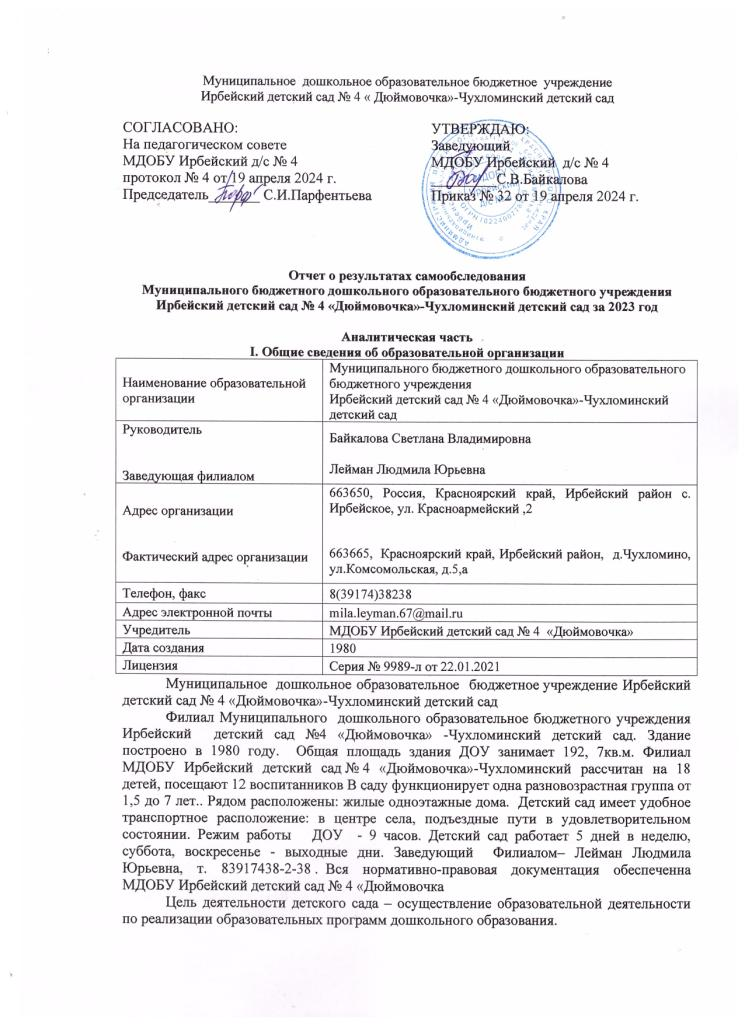 Муниципальное дошкольное образовательное бюджетное учреждение
Ирбейский детский сад № 4 « Дюймовочка»-Чухломинский детский сад
СОГЛАСОВАНО:
На педагогическом совете
МДОБУ Ирбейский д/с № 4
протокол № 4 от 19 апреля 2024 г.
Председатель С.И.Парфентьева
УТВЕРЖДАЮ:
Заведующий
МДОБУ Ирбейский д/с № 4
С.В.Байкалова
Приказ № 32 от 19 апреля 2024 г.
Отчет о результатах самообследования
Муниципального бюджетного дошкольного образовательного бюджетного учреждения
Ирбейский детский сад № 4 «Дюймовочка»-Чухломинский детский сад за 2023 год
Аналитическая часть
I. Общие сведения об образовательной организации
Наименование образовательной
организации
Муниципального бюджетного дошкольного образовательного
бюджетного учреждения
Ирбейский детский сад № 4 «Дюймовочка»-Чухломинский
детский сад
Руководитель
Байкалова Светлана Владимировна
Заведующая филиалом
Лейман Людмила Юрьевна
Адрес организации
663650, Россия, Красноярский край, Ирбейский район с.
Ирбейское, ул. Красноармейский ,2
Фактический адрес организации
663665, Красноярский край, Ирбейский район, д.Чухломино,
ул.Комсомольская, д.5,а
Телефон, факс
8(39174)38238
Адрес электронной почты
mila.leyman.67@mail.ru
Учредитель
МДОБУ Ирбейский детский сад № 4 «Дюймовочка»
Дата создания
1980
Лицензия
Серия № 9989-л от 22.01.2021
Муниципальное дошкольное образовательное бюджетное учреждение Ирбейский
детский сад № 4 «Дюймовочка»-Чухломинский детский сад
Филиал Муниципального дошкольное образовательное бюджетного учреждения
Ирбейский детский сад №4 «Дюймовочка» -Чухломинский детский сад. Здание
построено в 1980 году. Общая площадь здания ДОУ занимает 192, 7кв.м. Филиал
МДОБУ Ирбейский детский сад № 4 «Дюймовочка»-Чухломинский рассчитан на 18
детей, посещают 12 воспитанников В саду функционирует одна разновозрастная группа от
1,5 до 7 лет.. Рядом расположены: жилые одноэтажные дома. Детский сад имеет удобное
транспортное расположение: в центре села, подъездные пути в удовлетворительном
состоянии. Режим работы ДОУ - 9 часов. Детский сад работает 5 дней в неделю,
суббота, воскресенье - выходные дни. Заведующий Филиалом– Лейман Людмила
Юрьевна, т. 83917438-2-38 . Вся нормативно-правовая документация обеспеченна
МДОБУ Ирбейский детский сад № 4 «Дюймовочка
Цель деятельности детского сада – осуществление образовательной деятельности
по реализации образовательных программ дошкольного образования.